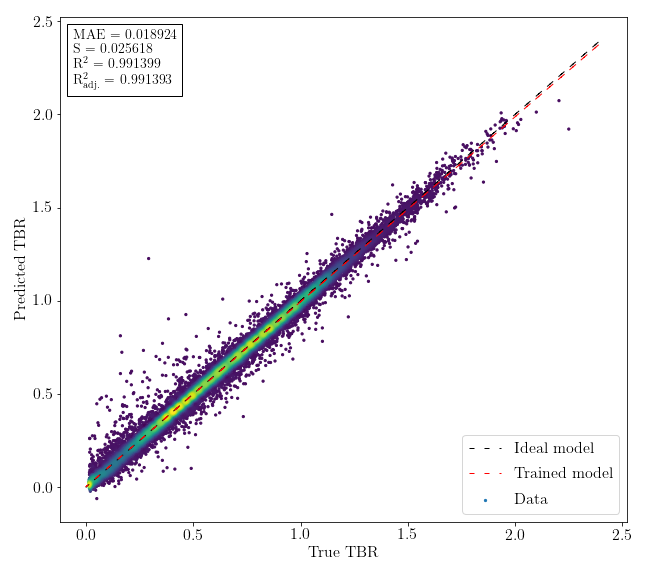 MAE = 0.018924
S = 0.025618
R² = 0.991399
R²adj. = 0.991393
2.5
2.0
1.5
1.0
0.5
0.0
Predicted TBR
Ideal model
Trained model
Data
0.0 0.5 1.0 1.5 2.0 2.5
True TBR